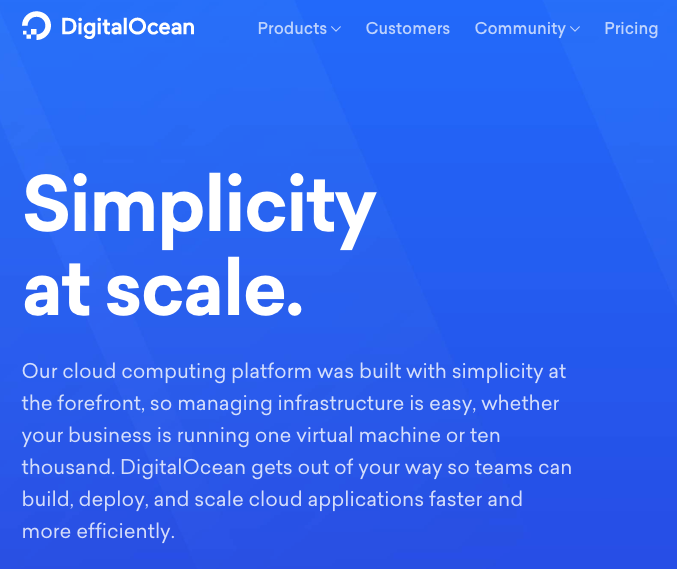 DigitalOcean Products Customers Community Pricing
Simplicity
at scale.
Our cloud computing platform was built with simplicity at
the forefront, so managing infrastructure is easy, whether
your business is running one virtual machine or ten
thousand. DigitalOcean gets out of your way so teams can
build, deploy, and scale cloud applications faster and
more efficiently.